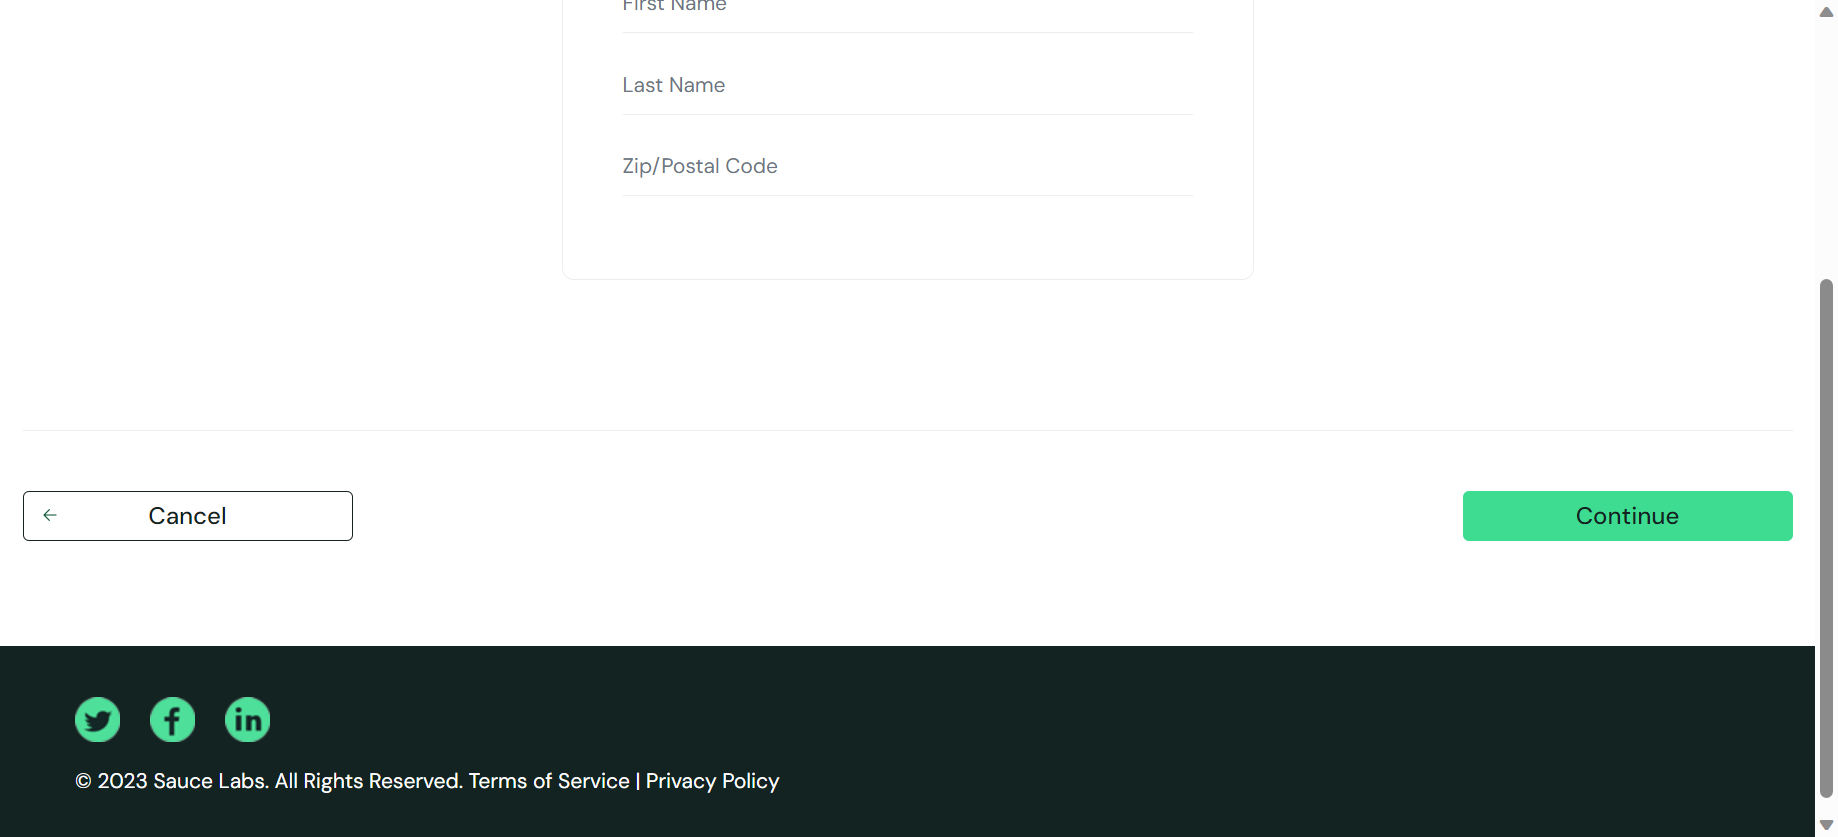 First Name
Last Name
Zip/Postal Code
Cancel
Continue
© 2023 Sauce Labs. All Rights Reserved. Terms of Service | Privacy Policy